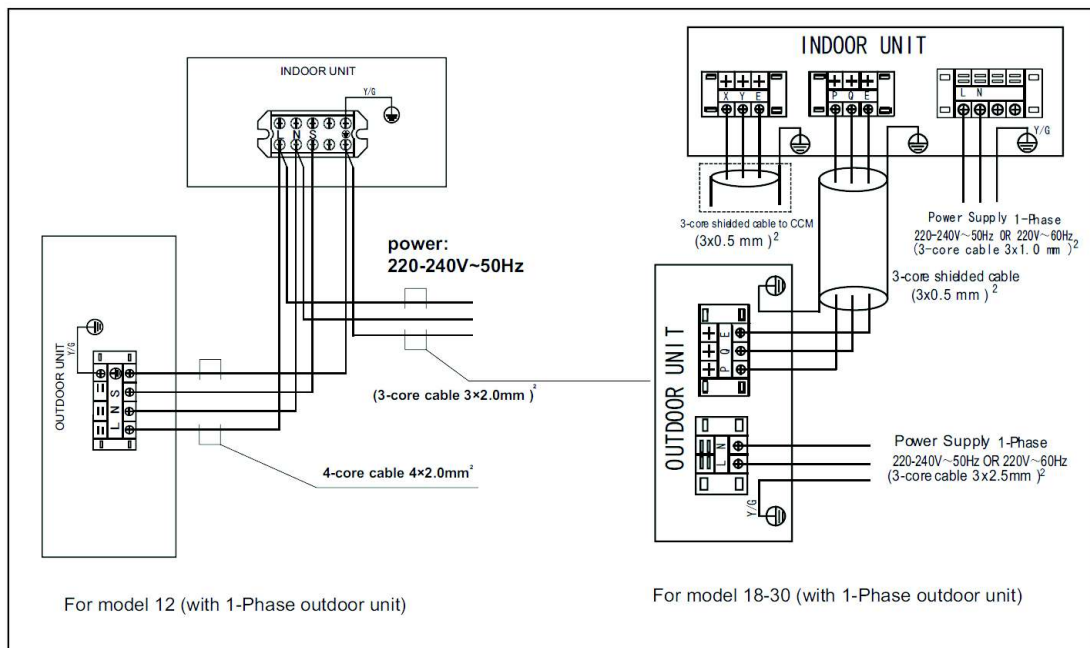 INDOOR UNIT
Y/G
L N S
power:
220-240V~50Hz
OUTDOOR UNIT
Y/G
L N S
(3-core cable 3×2.0mm²)
4-core cable 4×2.0mm²
For model 12 (with 1-Phase outdoor unit)
INDOOR UNIT
X Y E
P Q E
L N
Y/G
3-core shielded cable to CCM
(3x0.5 mm)²
Power Supply 1-Phase
220-240V~50Hz OR 220V~60Hz
(3-core cable 3x1.0 mm)²
3-core shielded cable
(3x0.5 mm)²
OUTDOOR UNIT
P Q E
L N
Y/G
Power Supply 1-Phase
220-240V~50Hz OR 220V~60Hz
(3-core cable 3x2.5mm)²
For model 18-30 (with 1-Phase outdoor unit)